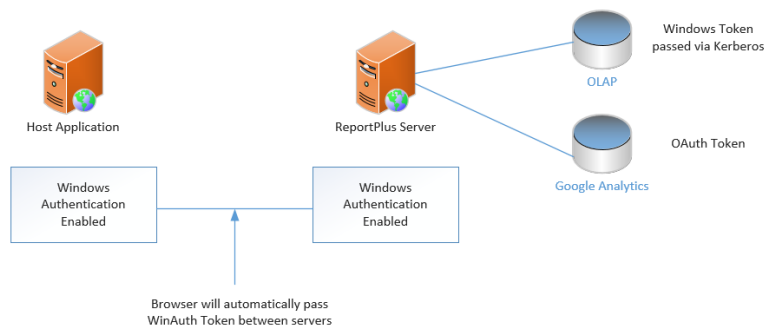 Windows Token
passed via Kerberos
OLAP
Host Application
ReportPlus Server
OAuth Token
Google Analytics
Windows
Authentication
Enabled
Windows
Authentication
Enabled
Browser will automatically pass
WinAuth Token between servers